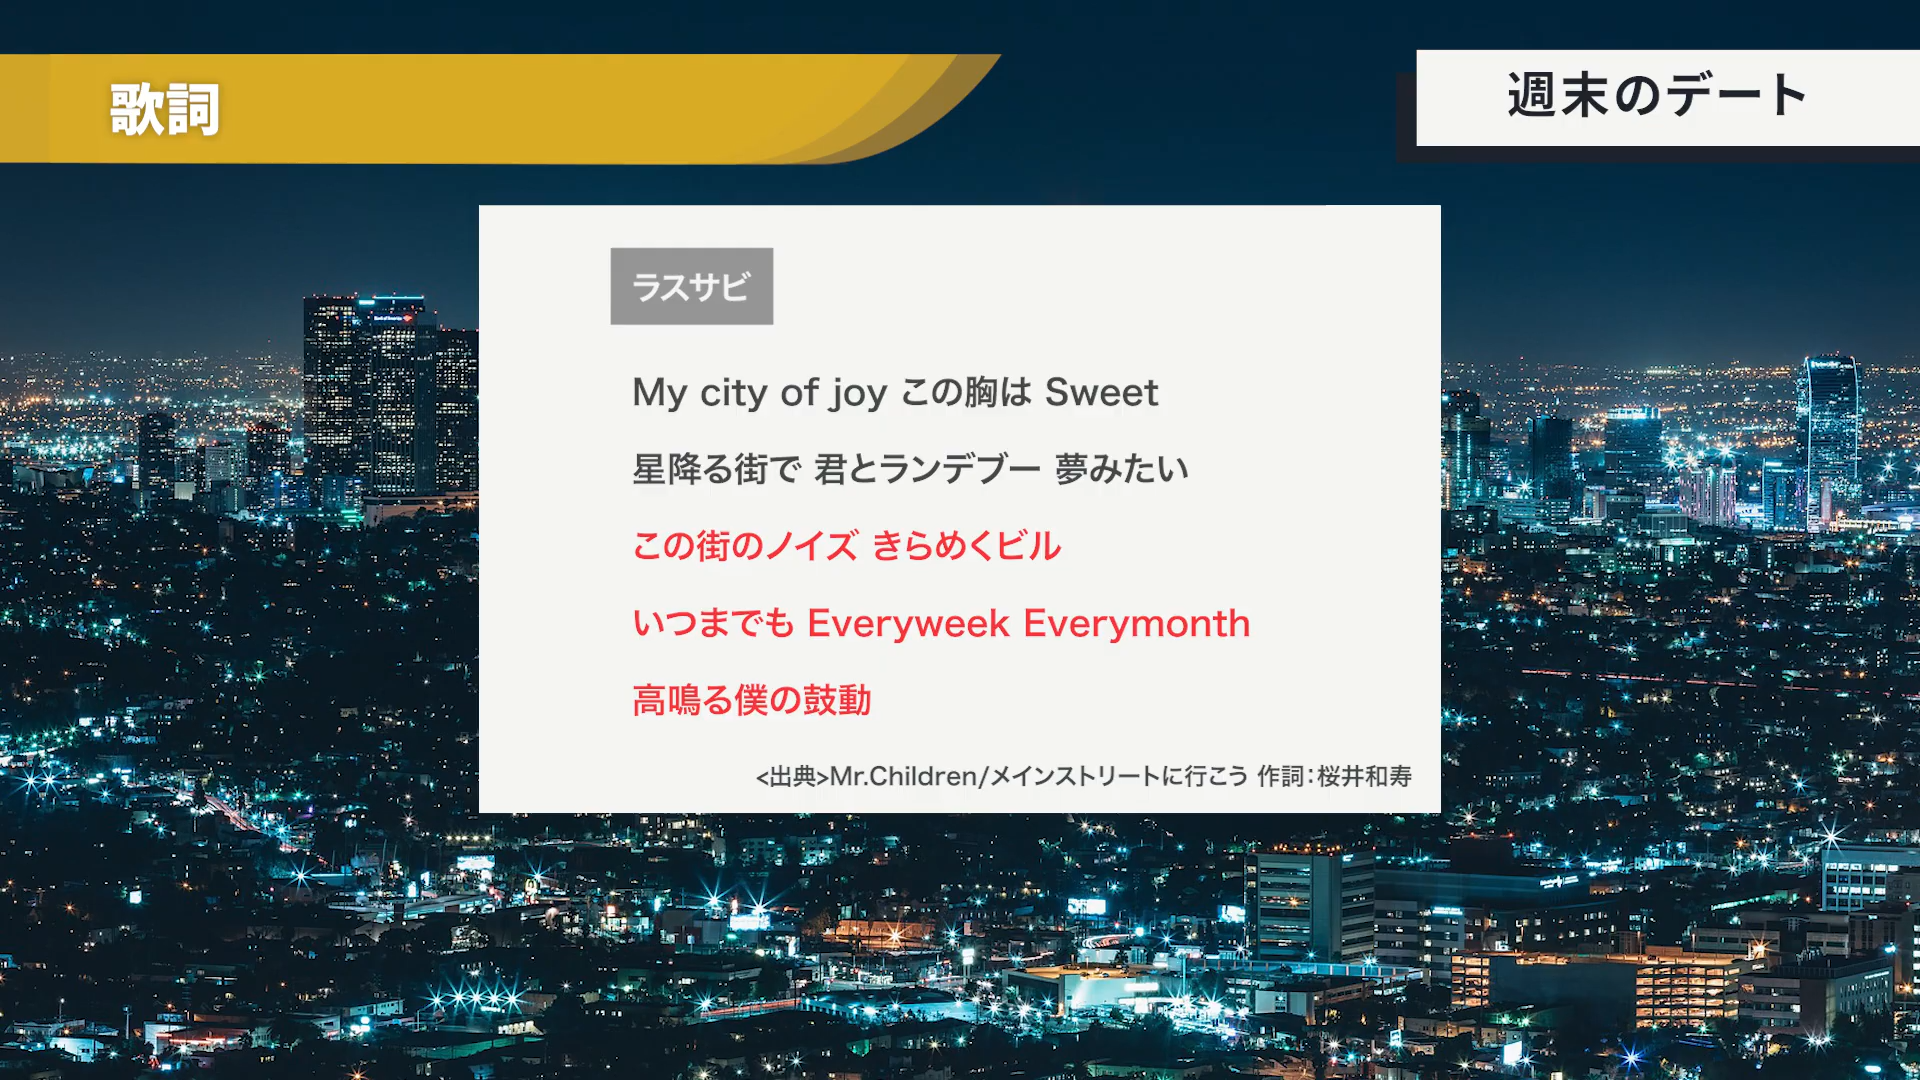 歌詞
週末のデート
ラスサビ
My city of joy この胸は Sweet
星降る街で 君とランデブー 夢みたい
この街のノイズ きらめくビル
いつまでも Everyweek Everymonth
高鳴る僕の鼓動
<出典>Mr.Children/メインストリートに行こう 作詞：桜井和寿